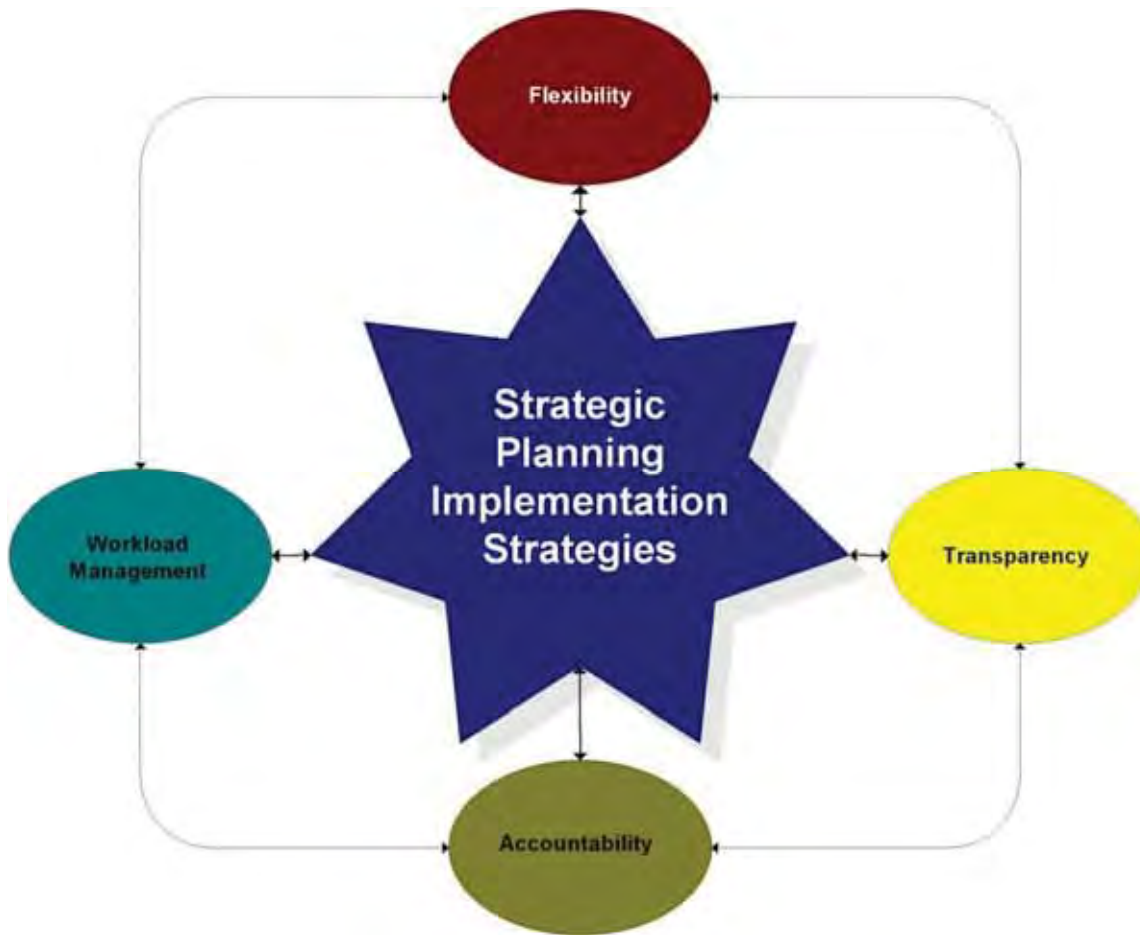 Flexibility
Strategic
Planning
Implementation
Strategies
Workload
Management
Transparency
Accountability